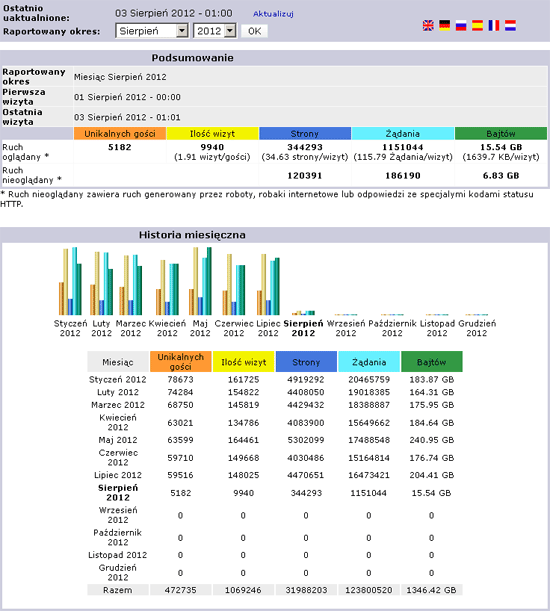 Ostatnio
uaktualnione: 03 Sierpień 2012 - 01:00 Aktualizuj
Raportowany okres: Sierpień 2012 OK
Podsumowanie
Raportowany
okres Miesiąc Sierpień 2012
Pierwsza
wizyta 01 Sierpień 2012 - 00:00
Ostatnia
wizyta 03 Sierpień 2012 - 01:01
Unikalnych gości Ilość wizyt Strony Żądania Bajtów
Ruch
oglądany * 5182 9940 344293 1151044 15.54 GB
(1.91 wizyt/gości) (34.63 strony/wizyt) (115.79 Żądania/wizyt) (1639.7 KB/wizyt)
Ruch
nieoglądany * 120391 186190 6.83 GB
* Ruch nieoglądany zawiera ruch generowany przez roboty, robaki internetowe lub odpowiedzi ze specjalymi kodami statusu
HTTP.
Historia miesięczna
Styczeń Luty Marzec Kwiecień Maj Czerwiec Lipiec Sierpień Wrzesień Październik Listopad Grudzień
2012 2012 2012 2012 2012 2012 2012 2012 2012 2012 2012 2012
Miesiąc Unikalnych gości Ilość wizyt Strony Żądania Bajtów
Styczeń 2012 78673 161725 4919292 20465759 183.87 GB
Luty 2012 74284 154822 4408050 19018385 164.31 GB
Marzec 2012 68750 145819 4429432 18388887 175.95 GB
Kwiecień
2012 63021 134786 4083900 15649662 184.64 GB
Maj 2012 63599 164461 5302099 17488548 240.95 GB
Czerwiec
2012 59710 149668 4030486 15164814 176.74 GB
Lipiec 2012 59516 148025 4470651 16473421 204.41 GB
Sierpień
2012 5182 9940 344293 1151044 15.54 GB
Wrzesień
2012 0 0 0 0 0
Październik
2012 0 0 0 0 0
Listopad 2012 0 0 0 0 0
Grudzień
2012 0 0 0 0 0
Razem 472735 1069246 31988203 123800520 1346.42 GB